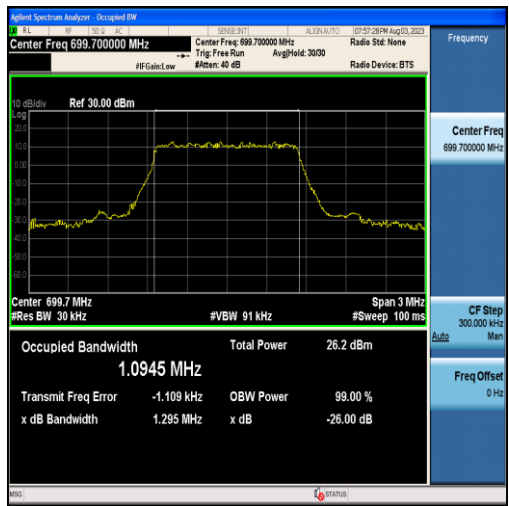 Agilent Spectrum Analyzer - Occupied BW
RL RF 50 Ω AC SENSE:INT ALIGN AUTO 07:57:28 PM Aug 03, 2023
Center Freq 699.700000 MHz
Center Freq: 699.700000 MHz
Radio Std: None
Trig: Free Run Avg|Hold: 30/30
#IFGain:Low #Atten: 40 dB Radio Device: BTS
Frequency
10 dB/div Ref 30.00 dBm
Log
20.0
10.0
0.00
-10.0
-20.0
-30.0
-40.0
-50.0
-60.0
Center 699.7 MHz Span 3 MHz
#Res BW 30 kHz #VBW 91 kHz #Sweep 100 ms
Occupied Bandwidth Total Power 26.2 dBm
1.0945 MHz
Transmit Freq Error -1.109 kHz OBW Power 99.00 %
x dB Bandwidth 1.295 MHz x dB -26.00 dB
Center Freq
699.700000 MHz
CF Step
300.000 kHz
Auto Man
Freq Offset
0 Hz
MSG STATUS